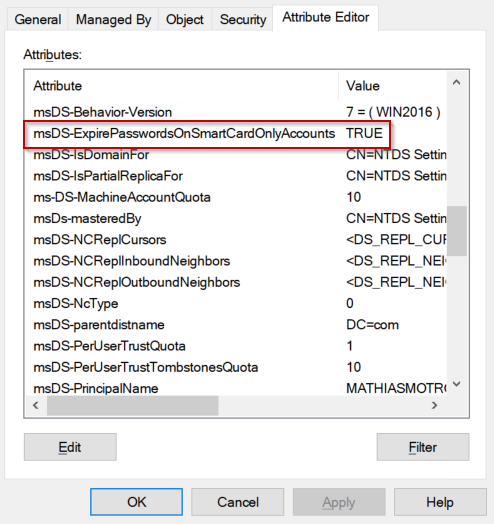 General Managed By Object Security Attribute Editor
Attributes:
Attribute Value
msDS-Behavior-Version 7 = ( WIN2016 )
msDS-ExpirePasswordsOnSmartCardOnlyAccounts TRUE
msDS-IsDomainFor CN=NTDS Settin
msDS-IsPartialReplicaFor CN=NTDS Settin
ms-DS-MachineAccountQuota 10
msDs-masteredBy CN=NTDS Settin
msDS-NCReplCursors <DS_REPL_CUR
msDS-NCReplInboundNeighbors <DS_REPL_NEI
msDS-NCReplOutboundNeighbors <DS_REPL_NEI
msDS-NcType 0
msDS-parentdistname DC=com
msDS-PerUserTrustQuota 1
msDS-PerUserTrustTombstonesQuota 10
msDS-PrincipalName MATHIASMOTR
Edit Filter
OK Cancel Apply Help